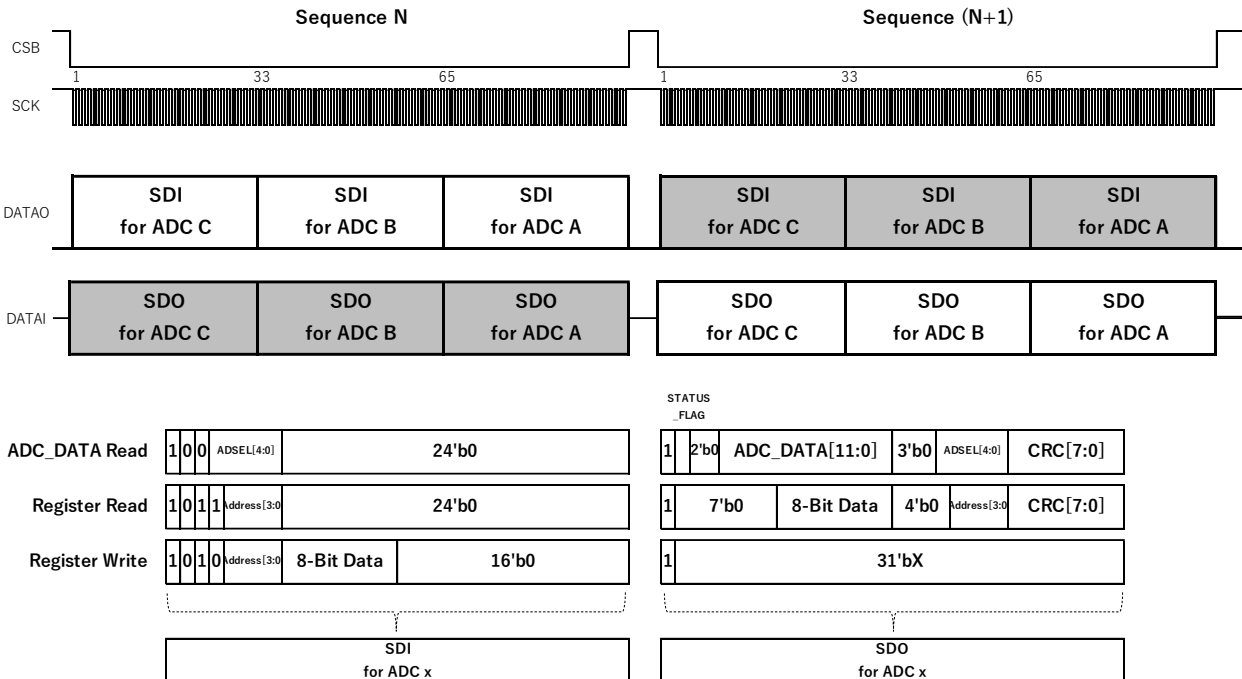 Sequence N
Sequence (N+1)
CSB
1
33
65
1
33
65
SCK
DATAO
SDI
for ADC C
SDI
for ADC B
SDI
for ADC A
SDI
for ADC C
SDI
for ADC B
SDI
for ADC A
DATAI
SDO
for ADC C
SDO
for ADC B
SDO
for ADC A
SDO
for ADC C
SDO
for ADC B
SDO
for ADC A
STATUS
_FLAG
ADC_DATA Read
1 0 0 ADSEL[4:0] 24'b0
1 2'b0 ADC_DATA[11:0] 3'b0 ADSEL[4:0] CRC[7:0]
Register Read
1 0 1 1 Address[3:0 24'b0
1 7'b0 8-Bit Data 4'b0 Address[3:0 CRC[7:0]
Register Write
1 0 1 0 Address[3:0 8-Bit Data 16'b0
1 31'bX
SDI
for ADC x
SDO
for ADC x